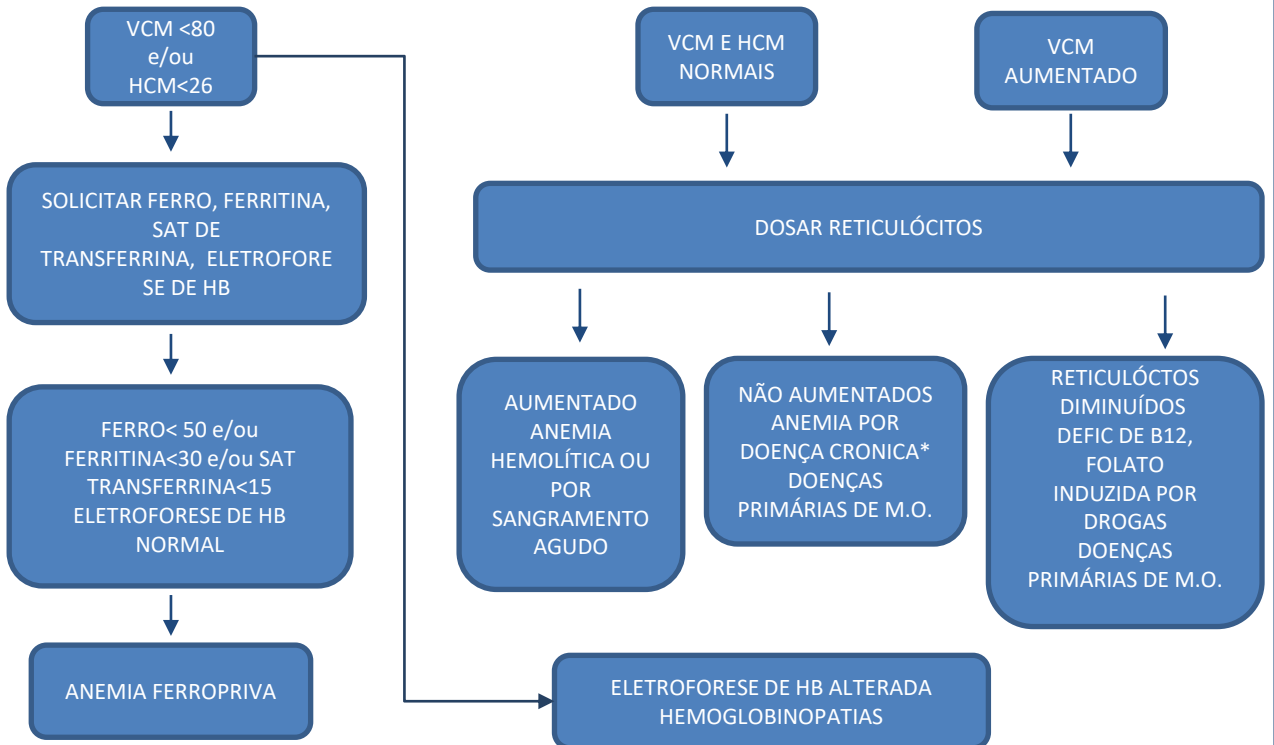 VCM <80
e/ou
HCM<26
VCM E HCM
NORMAIS
VCM
AUMENTADO
SOLICITAR FERRO, FERRITINA,
SAT DE
TRANSFERRINA, ELETROFORE
SE DE HB
DOSAR RETICULÓCITOS
FERRO< 50 e/ou
FERRITINA<30 e/ou SAT
TRANSFERRINA<15
ELETROFORESE DE HB
NORMAL
AUMENTADO
ANEMIA
HEMOLÍTICA OU
POR
SANGRAMENTO
AGUDO
NÃO AUMENTADOS
ANEMIA POR
DOENÇA CRONICA*
DOENÇAS
PRIMÁRIAS DE M.O.
RETICULÓCTOS
DIMINUÍDOS
DEFIC DE B12,
FOLATO
INDUZIDA POR
DROGAS
DOENÇAS
PRIMÁRIAS DE M.O.
ANEMIA FERROPRIVA
ELETROFORESE DE HB ALTERADA
HEMOGLOBINOPATIAS